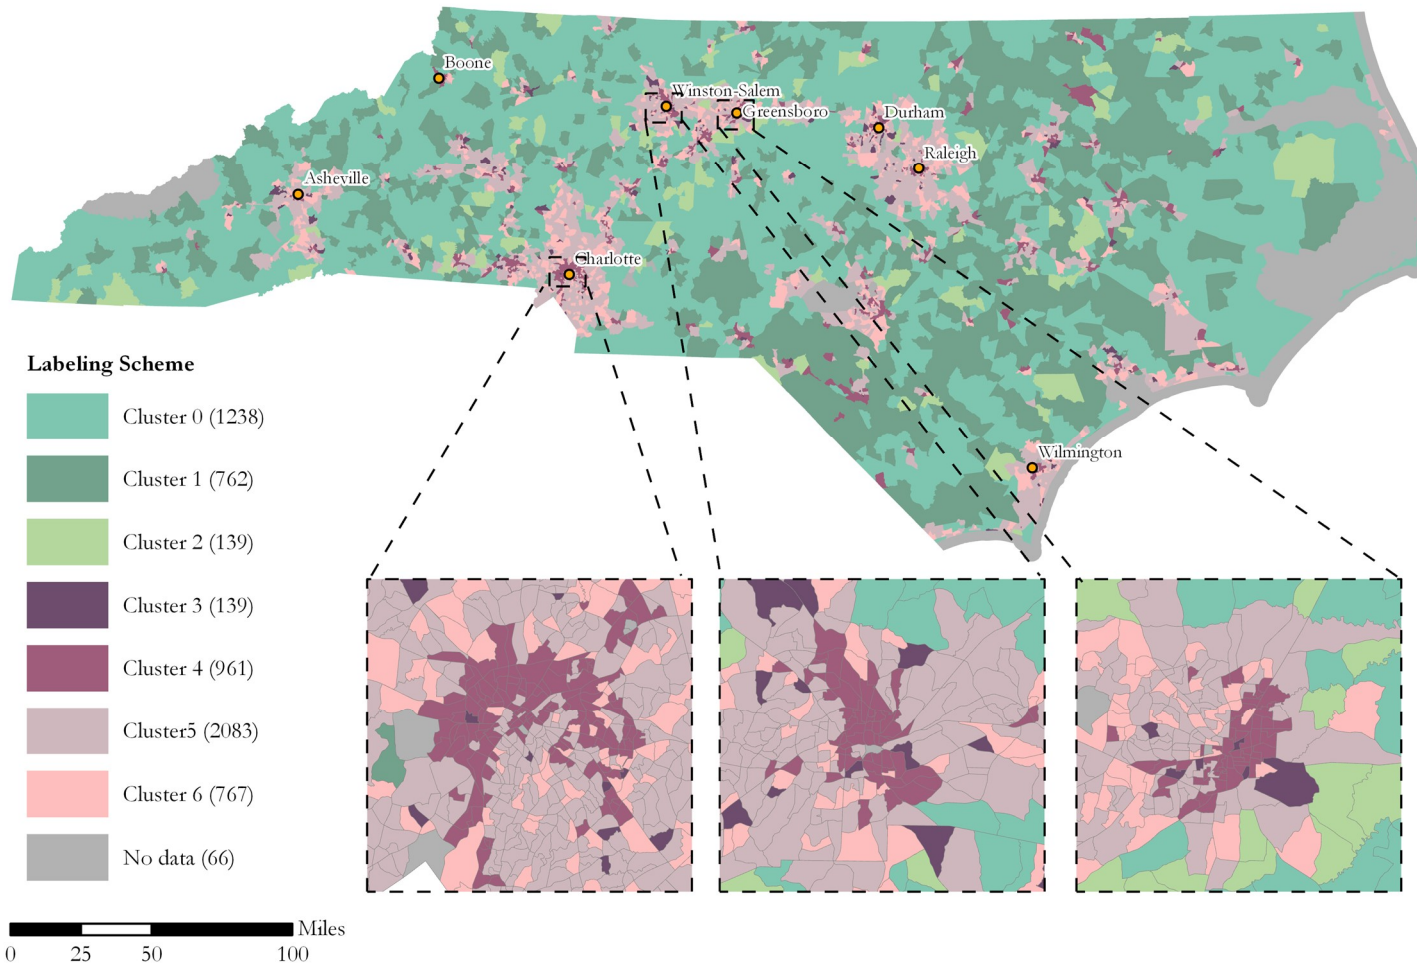 Boone
Winston-Salem
Greensboro
Durham
Raleigh
Asheville
Charlotte
Wilmington
Labeling Scheme
Cluster 0 (1238)
Cluster 1 (762)
Cluster 2 (139)
Cluster 3 (139)
Cluster 4 (961)
Cluster5 (2083)
Cluster 6 (767)
No data (66)
Miles
0 25 50 100